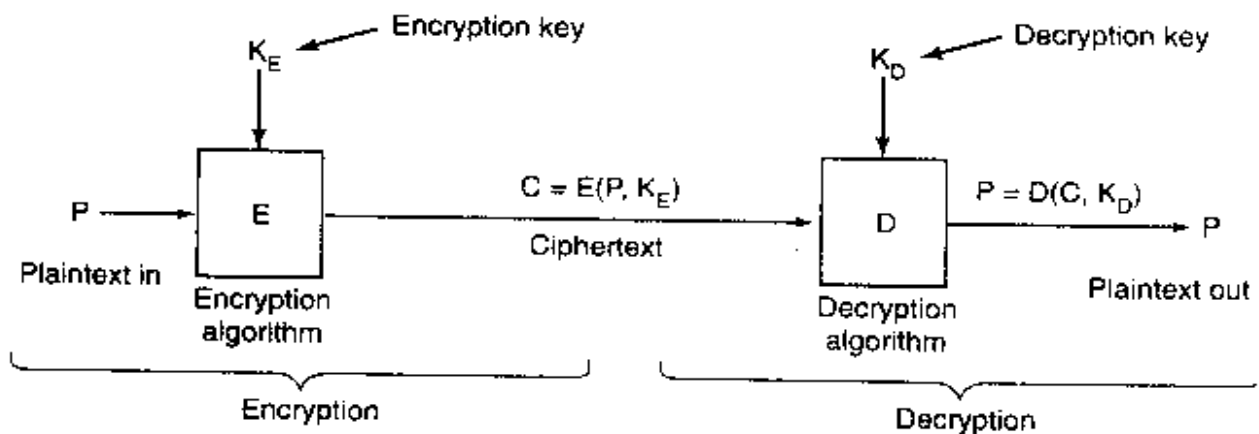 Encryption key
K_E
Decryption key
K_D
P
E
C = E(P, K_E)
Ciphertext
D
P = D(C, K_D)
P
Plaintext in
Encryption
algorithm
Decryption
algorithm
Plaintext out
Encryption
Decryption